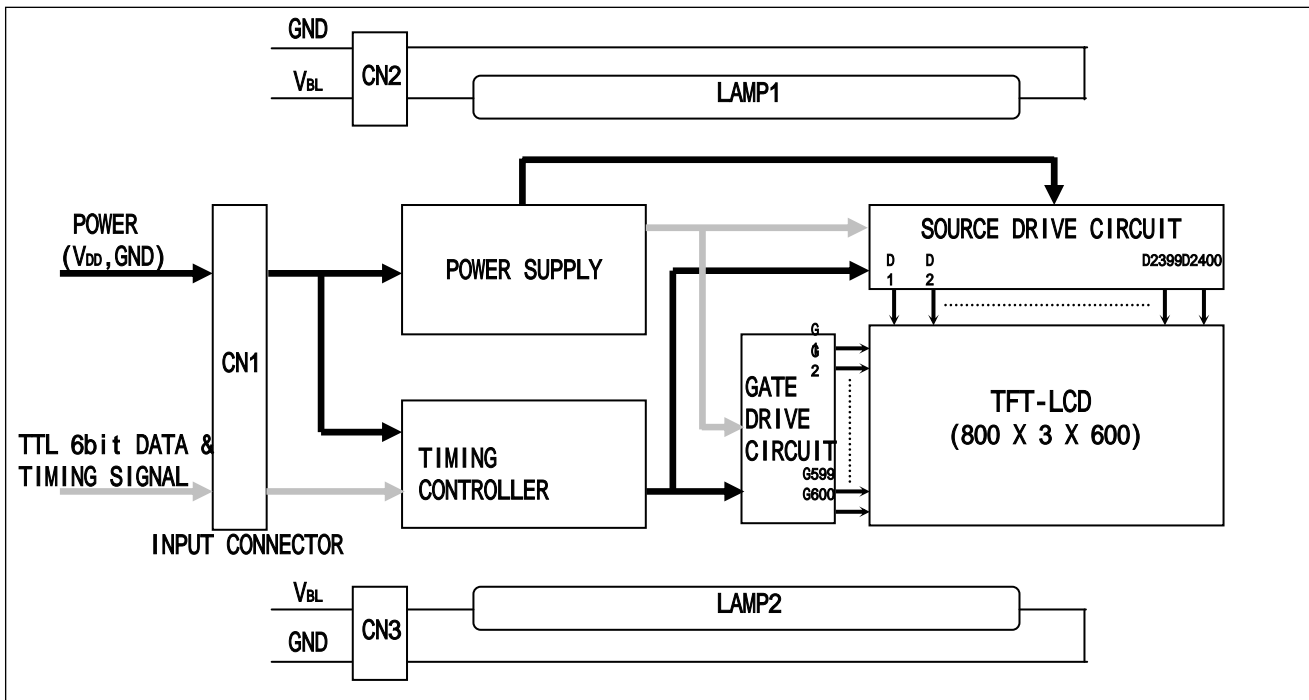 GND
VBL
CN2
LAMP1
POWER
(VDD,GND)
CN1
POWER SUPPLY
SOURCE DRIVE CIRCUIT
D
1
D
2
D2399D2400
G
1
G
2
GATE
DRIVE
CIRCUIT
G599
G600
TFT-LCD
(800 X 3 X 600)
TTL 6bit DATA &
TIMING SIGNAL
TIMING
CONTROLLER
INPUT CONNECTOR
VBL
GND
CN3
LAMP2